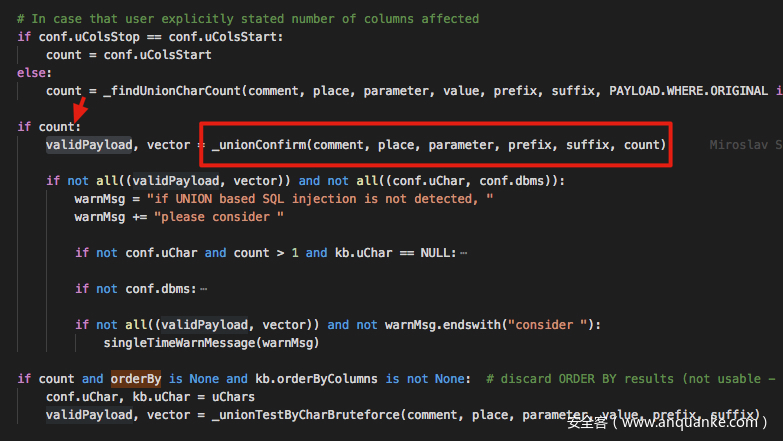 # In case that user explicitly stated number of columns affected
if conf.uColsStop == conf.uColsStart:
    count = conf.uColsStart
else:
    count = _findUnionCharCount(comment, place, parameter, value, prefix, suffix, PAYLOAD.WHERE.ORIGINAL i
if count:
    validPayload, vector = _unionConfirm(comment, place, parameter, prefix, suffix, count) Miroslav S
    if not all((validPayload, vector)) and not all((conf.uChar, conf.dbms)):
        warnMsg = "if UNION based SQL injection is not detected, "
        warnMsg += "please consider "
        if not conf.uChar and count > 1 and kb.uChar == NULL:⋯
        if not conf.dbms:⋯
        if not all((validPayload, vector)) and not warnMsg.endswith("consider "):
            singleTimeWarnMessage(warnMsg)
if count and orderBy is None and kb.orderByColumns is not None:  # discard ORDER BY results (not usable -
    conf.uChar, kb.uChar = uChars
    validPayload, vector = _unionTestByCharBruteforce(comment, place, parameter, value, prefix, suffix)
安全客（www.anquanke.com）